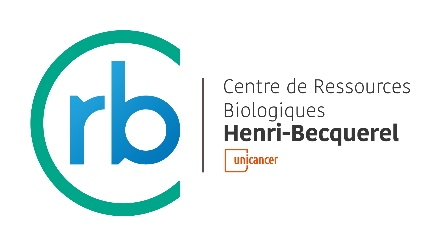 rb
Centre de Ressources
Biologiques
Henri-Becquerel
unicancer